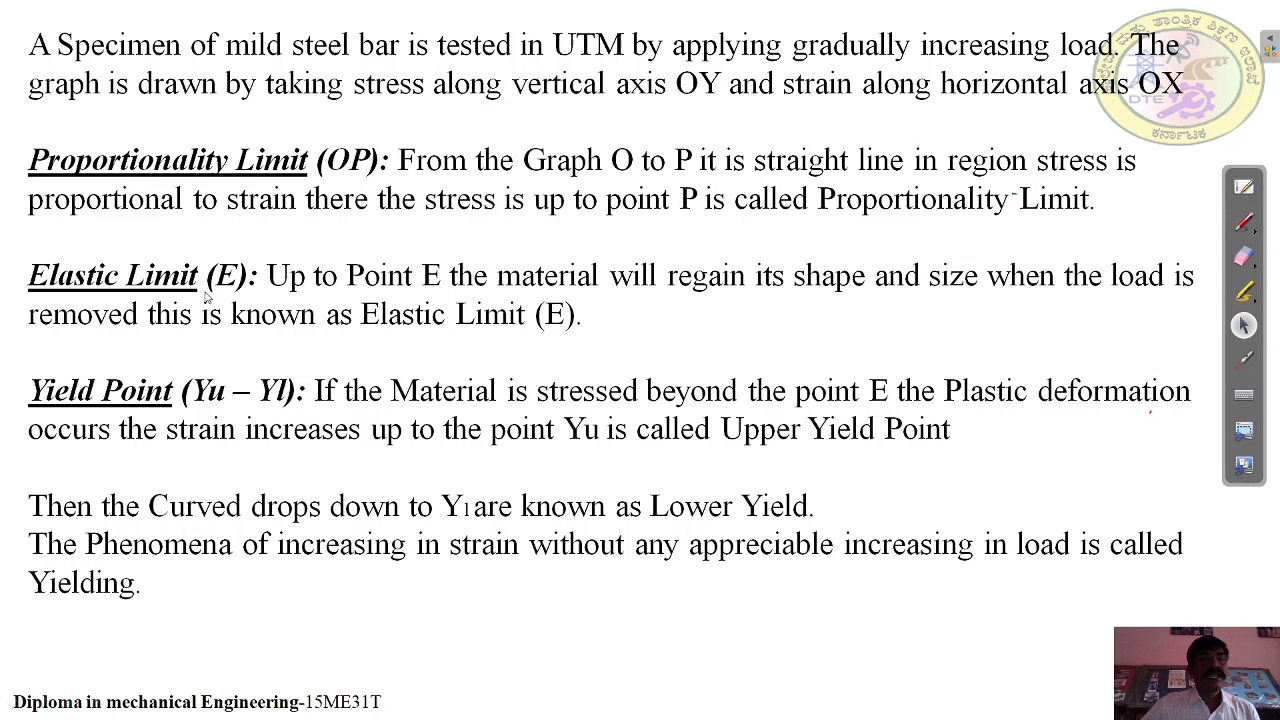 A Specimen of mild steel bar is tested in UTM by applying gradually increasing load. The
graph is drawn by taking stress along vertical axis OY and strain along horizontal axis OX
Proportionality Limit (OP): From the Graph O to P it is straight line in region stress is
proportional to strain there the stress is up to point P is called Proportionality Limit.
Elastic Limit (E): Up to Point E the material will regain its shape and size when the load is
removed this is known as Elastic Limit (E).
Yield Point (Yu – Yl): If the Material is stressed beyond the point E the Plastic deformation
occurs the strain increases up to the point Yu is called Upper Yield Point
Then the Curved drops down to Yl are known as Lower Yield.
The Phenomena of increasing in strain without any appreciable increasing in load is called
Yielding.
DTE
ಕರ್ನಾಟಕ
Diploma in mechanical Engineering-15ME31T